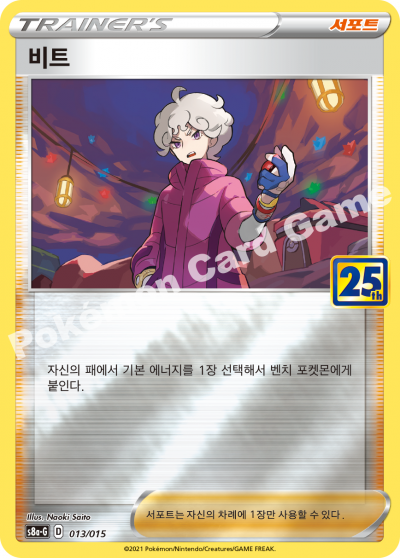 TRAINER'S
서포트
비트
25th
Pokémon Card Game
자신의 패에서 기본 에너지를 1장 선택해서 벤치 포켓몬에게
붙인다.
Illus. Naoki Saito
s8a-G D 013/015
서포트는 자신의 차례에 1장만 사용할 수 있다.
©2021 Pokémon/Nintendo/Creatures/GAME FREAK.